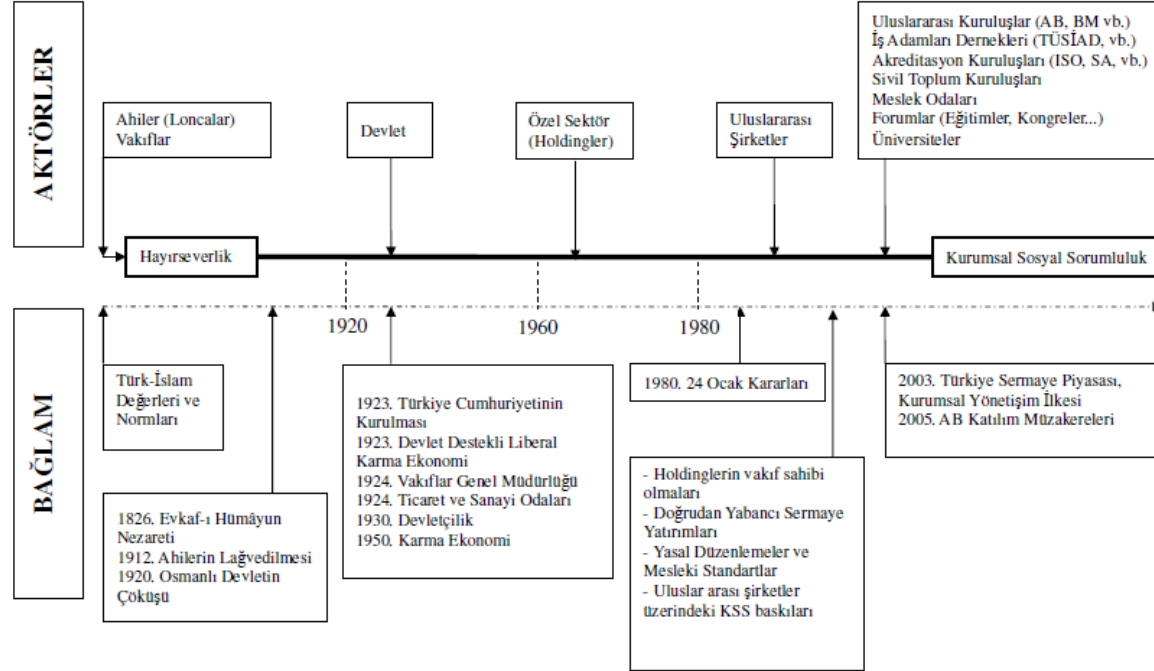 AKTÖRLER
Ahiler (Loncalar)
Vakıflar
Devlet
Özel Sektör
(Holdingler)
Uluslararası
Şirketler
Uluslararası Kuruluşlar (AB, BM vb.)
İş Adamları Dernekleri (TÜSİAD, vb.)
Akreditasyon Kuruluşları (ISO, SA, vb.)
Sivil Toplum Kuruluşları
Meslek Odaları
Forumlar (Eğitimler, Kongreler...)
Üniversiteler
Hayırseverlik
Kurumsal Sosyal Sorumluluk
1920
1960
1980
BAĞLAM
Türk-İslam
Değerleri ve
Normları
1826. Evkaf-ı Hümâyun
Nezareti
1912. Ahilerin Lağvedilmesi
1920. Osmanlı Devletin
Çöküşü
1923. Türkiye Cumhuriyetinin
Kurulması
1923. Devlet Destekli Liberal
Karma Ekonomi
1924. Vakıflar Genel Müdürlüğü
1924. Ticaret ve Sanayi Odaları
1930. Devletçilik
1950. Karma Ekonomi
1980. 24 Ocak Kararları
- Holdinglerin vakıf sahibi
olmaları
- Doğrudan Yabancı Sermaye
Yatırımları
- Yasal Düzenlemeler ve
Mesleki Standartlar
- Uluslar arası şirketler
üzerindeki KSS baskıları
2003. Türkiye Sermaye Piyasası,
Kurumsal Yönetişim İlkesi
2005. AB Katılım Müzakereleri